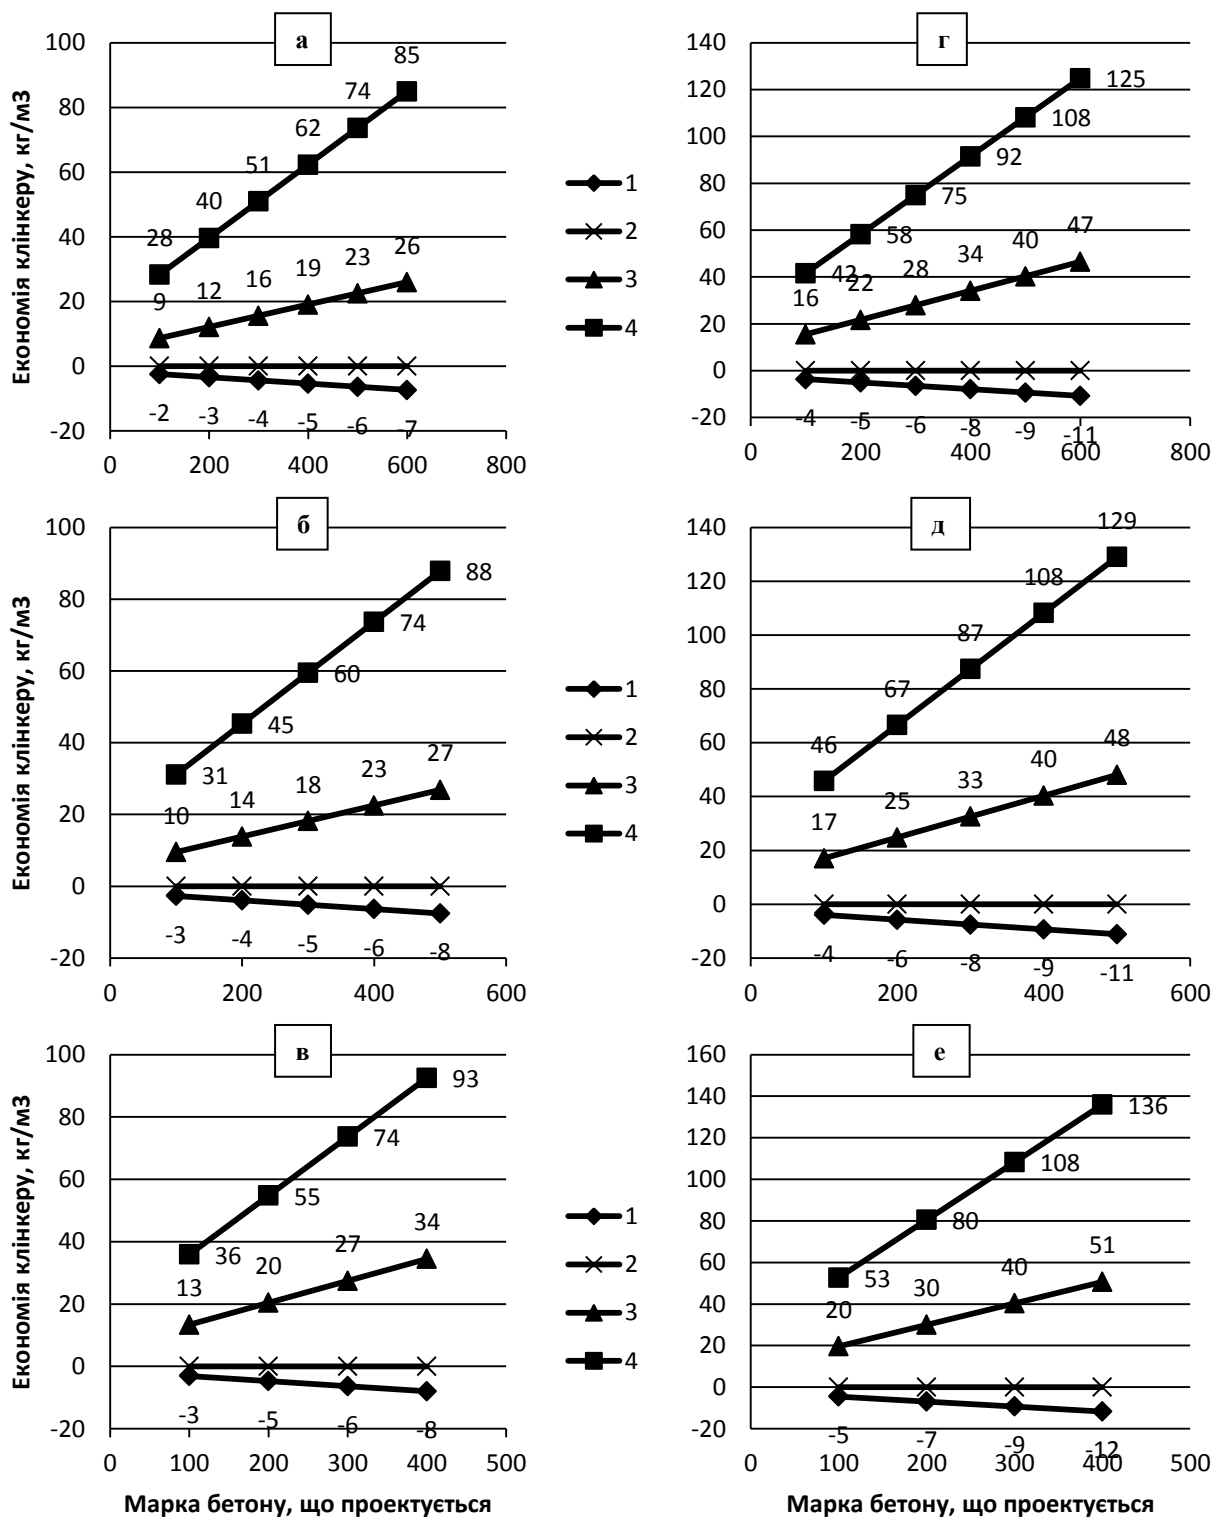 а
Економія клінкеру, кг/м3
100
80
60
40
20
0
-20
0 200 400 600 800
28 40 51 62 74 85
9 12 16 19 23 26
-2 -3 -4 -5 -6 -7
1
2
3
4
г
140
120
100
80
60
40
20
0
-20
0 200 400 600 800
42 58 75 92 108 125
16 22 28 34 40 47
-4 -5 -6 -8 -9 -11
б
Економія клінкеру, кг/м3
100
80
60
40
20
0
-20
0 200 400 600
31 45 60 74 88
10 14 18 23 27
-3 -4 -5 -6 -8
1
2
3
4
д
140
120
100
80
60
40
20
0
-20
0 200 400 600
46 67 87 108 129
17 25 33 40 48
-4 -6 -8 -9 -11
в
Економія клінкеру, кг/м3
100
80
60
40
20
0
-20
0 100 200 300 400 500
36 55 74 93
13 20 27 34
-3 -5 -6 -8
Марка бетону, що проектується
1
2
3
4
е
160
140
120
100
80
60
40
20
0
-20
0 100 200 300 400 500
53 80 108 136
20 30 40 51
-5 -7 -9 -12
Марка бетону, що проектується